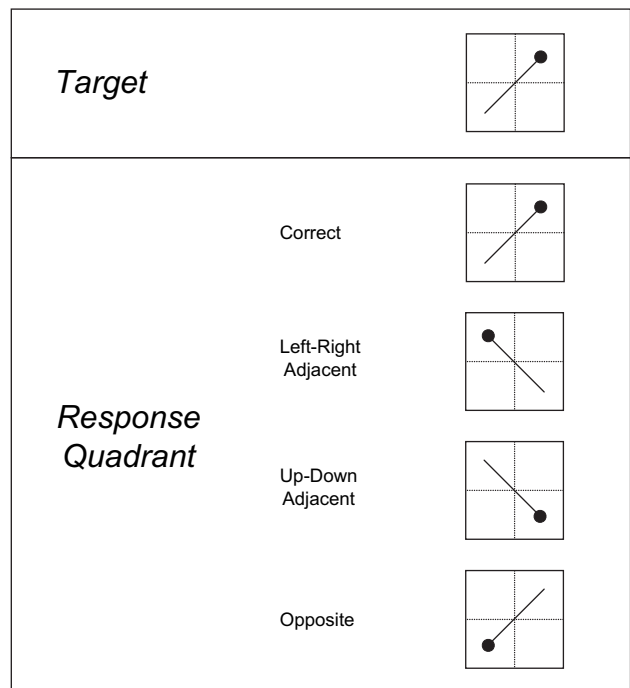 Target
Correct
Left-Right
Adjacent
Response
Quadrant
Up-Down
Adjacent
Opposite